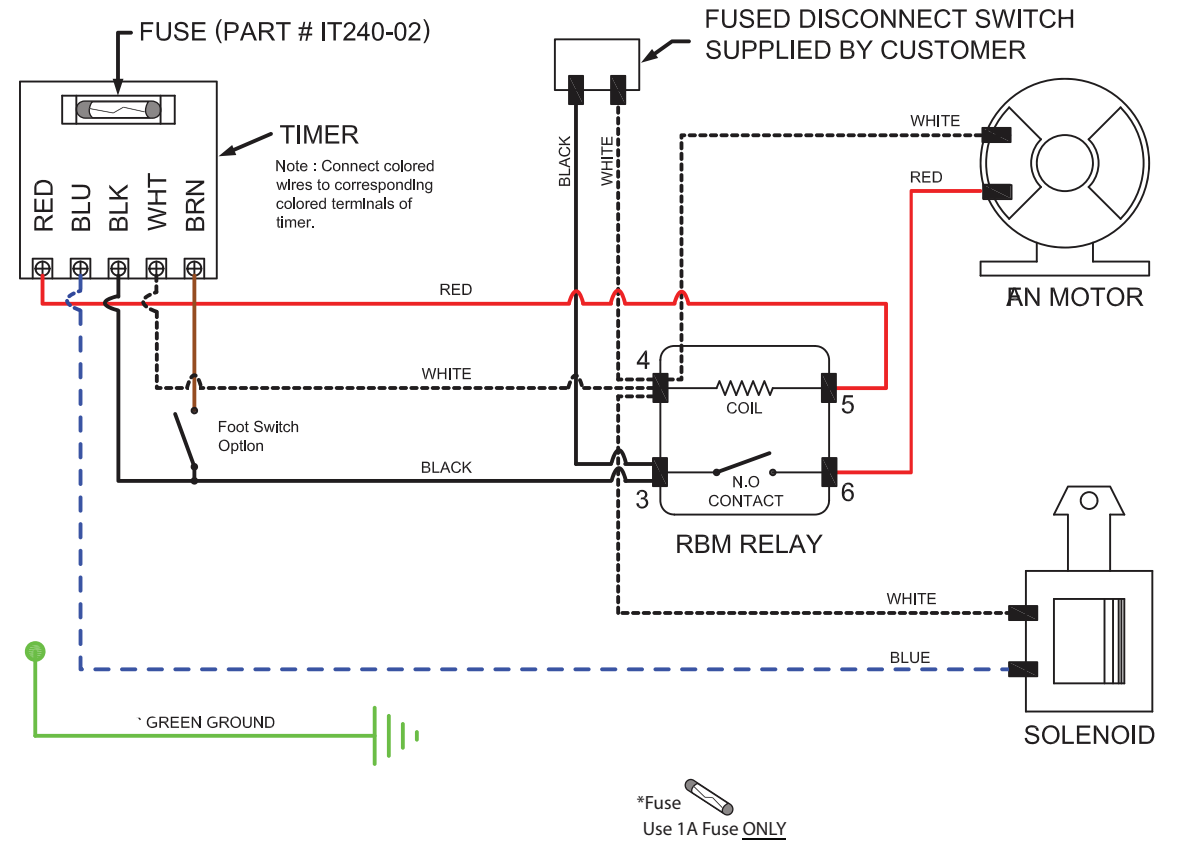 FUSE (PART # IT240-02)
FUSED DISCONNECT SWITCH
SUPPLIED BY CUSTOMER
TIMER
Note : Connect colored
wires to corresponding
colored terminals of
timer.
RED
BLU
BLK
WHT
BRN
BLACK
WHITE
WHITE
RED
FAN MOTOR
RED
WHITE
4
COIL
5
Foot Switch
Option
BLACK
3
N.O
CONTACT
6
RBM RELAY
WHITE
BLUE
SOLENOID
` GREEN GROUND
*Fuse
Use 1A Fuse ONLY